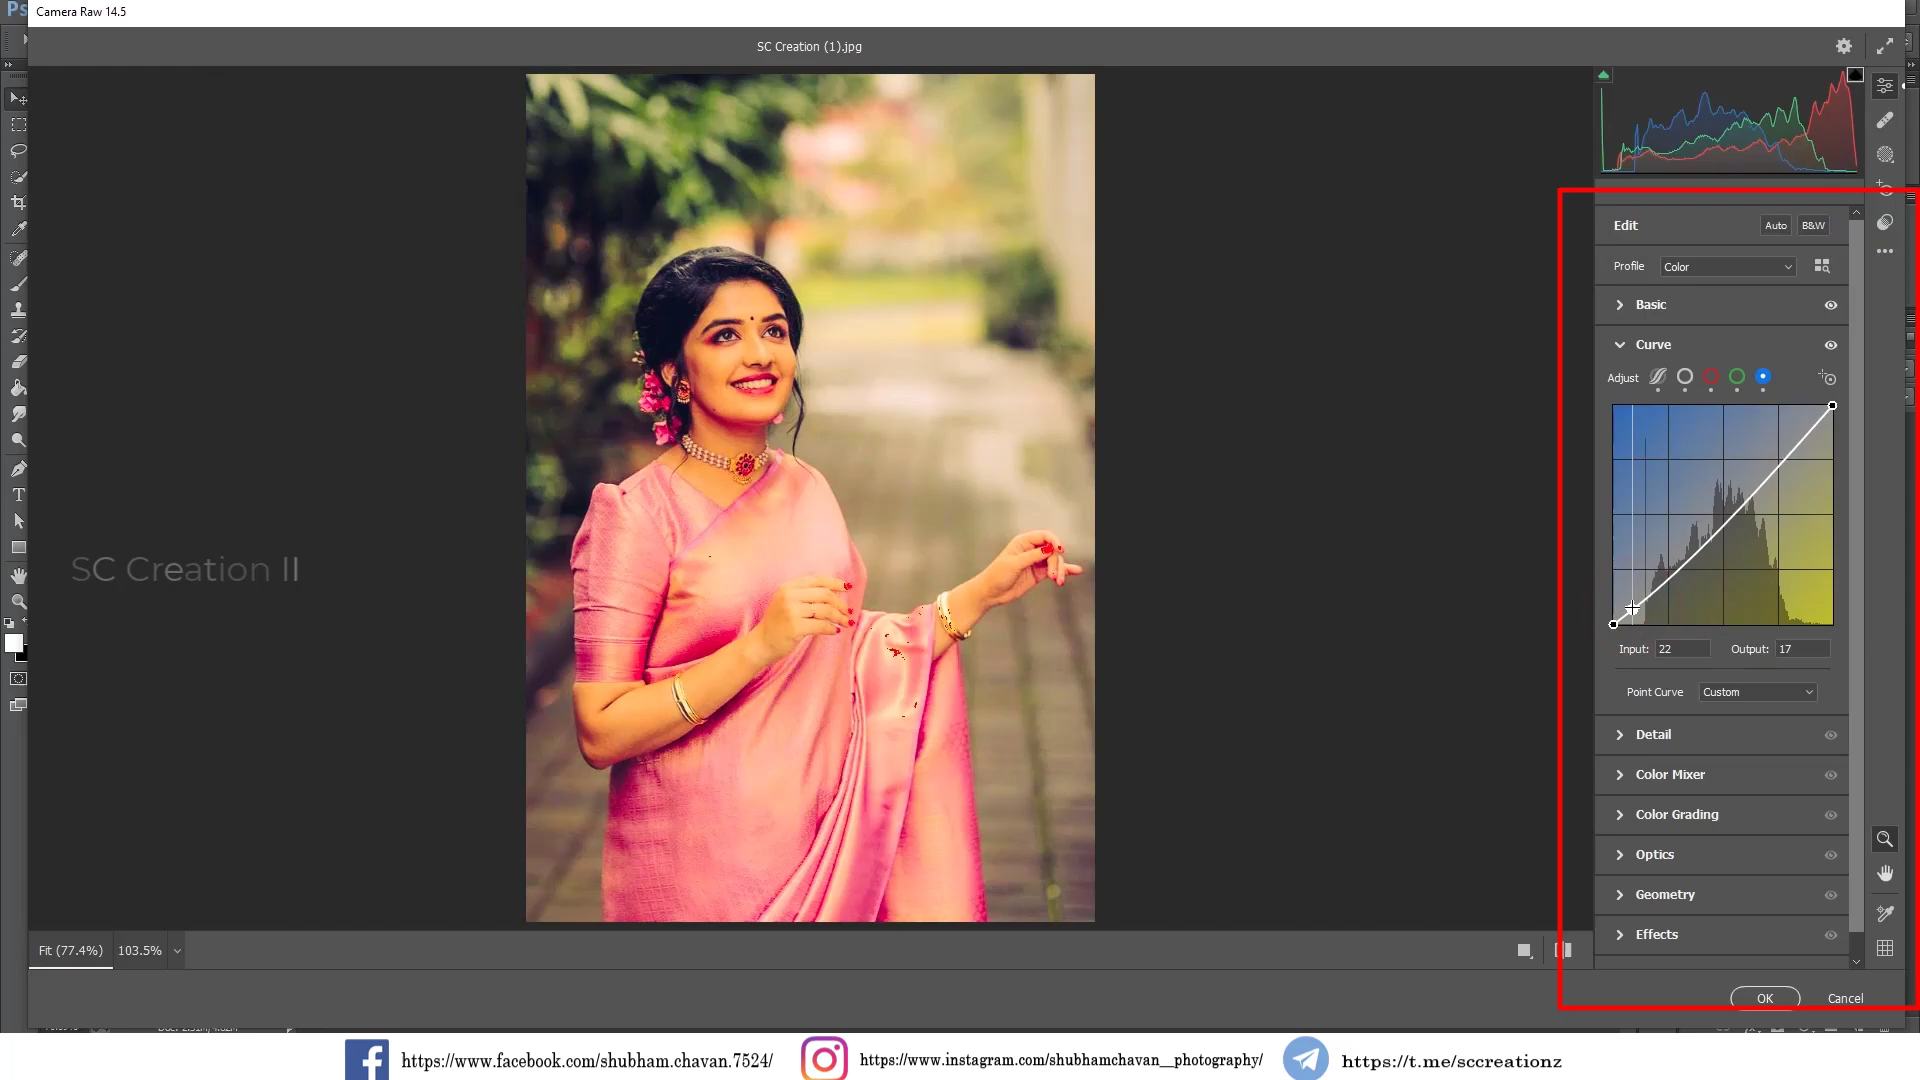 Ps
Camera Raw 14.5
SC Creation (1).jpg
Edit
Auto
B&W
Profile
Color
Basic
Curve
Adjust
Input: 22
Output: 17
Point Curve
Custom
Detail
Color Mixer
Color Grading
Optics
Geometry
Effects
T
SC Creation II
Fit (77.4%)
103.5%
OK
Cancel
https://www.facebook.com/shubham.chavan.7524/
https://www.instagram.com/shubhamchavan__photography/
https://t.me/sccreationz